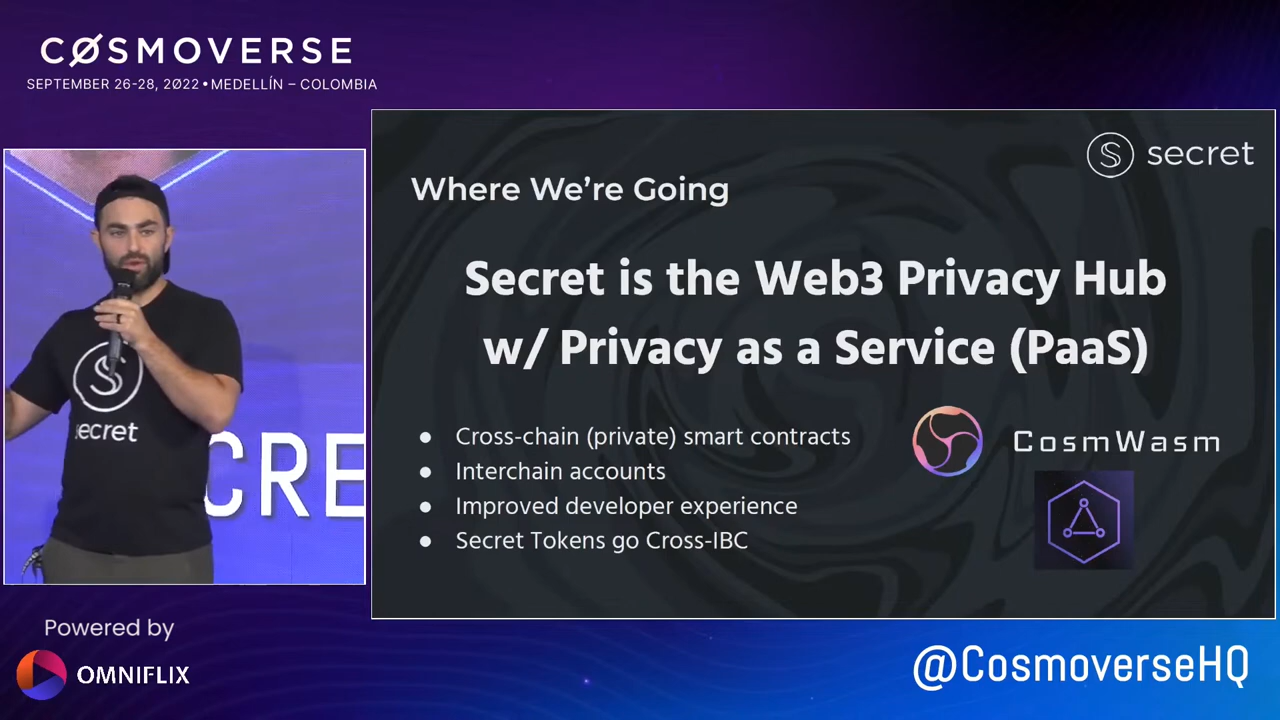 CØSMOVERSE
SEPTEMBER 26-28, 2Ø22 • MEDELLÍN – COLOMBIA
secret
Where We're Going
Secret is the Web3 Privacy Hub
w/ Privacy as a Service (PaaS)
● Cross-chain (private) smart contracts
● Interchain accounts
● Improved developer experience
● Secret Tokens go Cross-IBC
CosmWasm
S
secret
CRE
Powered by
OMNIFLIX
@CosmoverseHQ